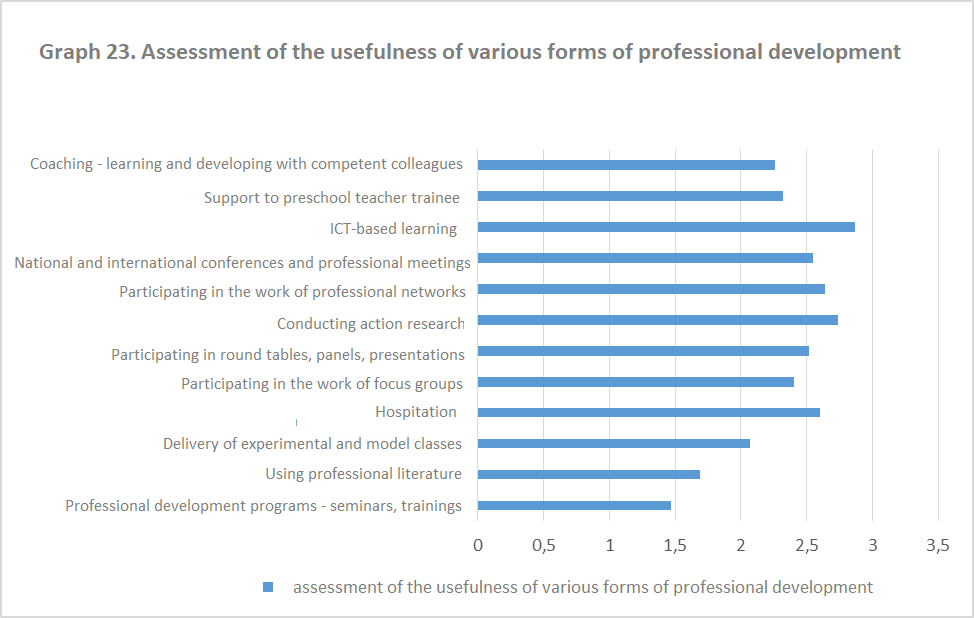 Graph 23. Assessment of the usefulness of various forms of professional development
Coaching - learning and developing with competent colleagues
Support to preschool teacher trainee
ICT-based learning
National and international conferences and professional meetings
Participating in the work of professional networks
Conducting action research
Participating in round tables, panels, presentations
Participating in the work of focus groups
Hospitation
Delivery of experimental and model classes
Using professional literature
Professional development programs - seminars, trainings
0 0,5 1 1,5 2 2,5 3 3,5
assessment of the usefulness of various forms of professional development